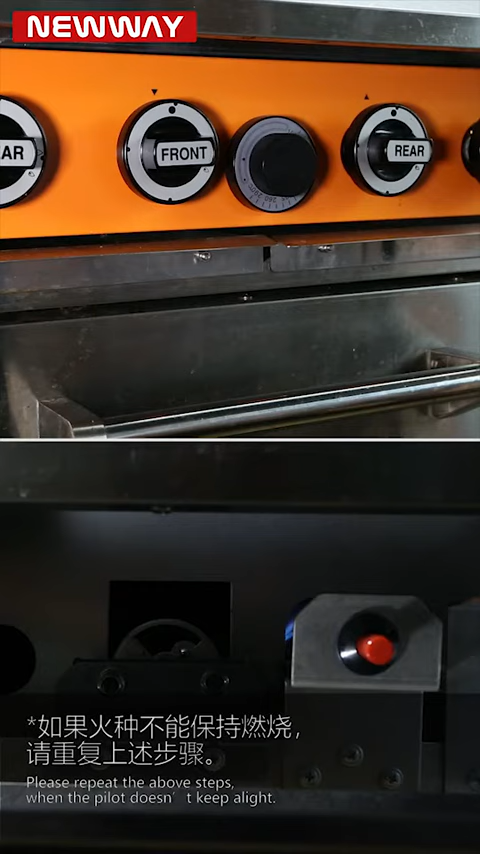 NEWWAY
AR
FRONT
REAR
*如果火种不能保持燃烧，
请重复上述步骤。
Please repeat the above steps,
when the pilot doesn’t keep alight.